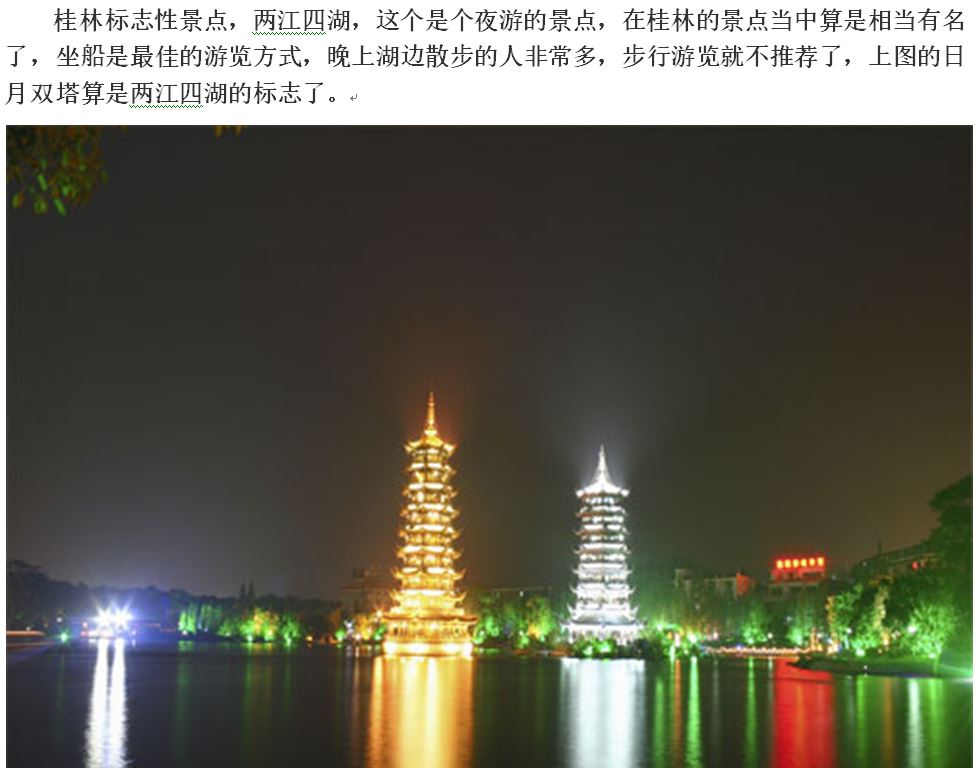 桂林标志性景点，两江四湖，这个是个夜游的景点，在桂林的景点当中算是相当有名
了，坐船是最佳的游览方式，晚上湖边散步的人非常多，步行游览就不推荐了，上图的日
月双塔算是两江四湖的标志了。